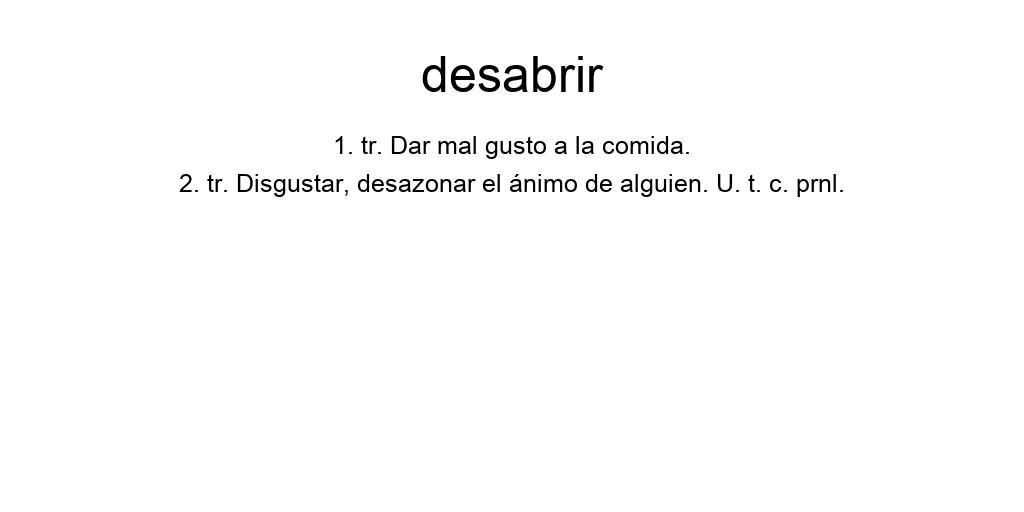 desabrir
1. tr. Dar mal gusto a la comida.
2. tr. Disgustar, desazonar el ánimo de alguien. U. t. c. prnl.